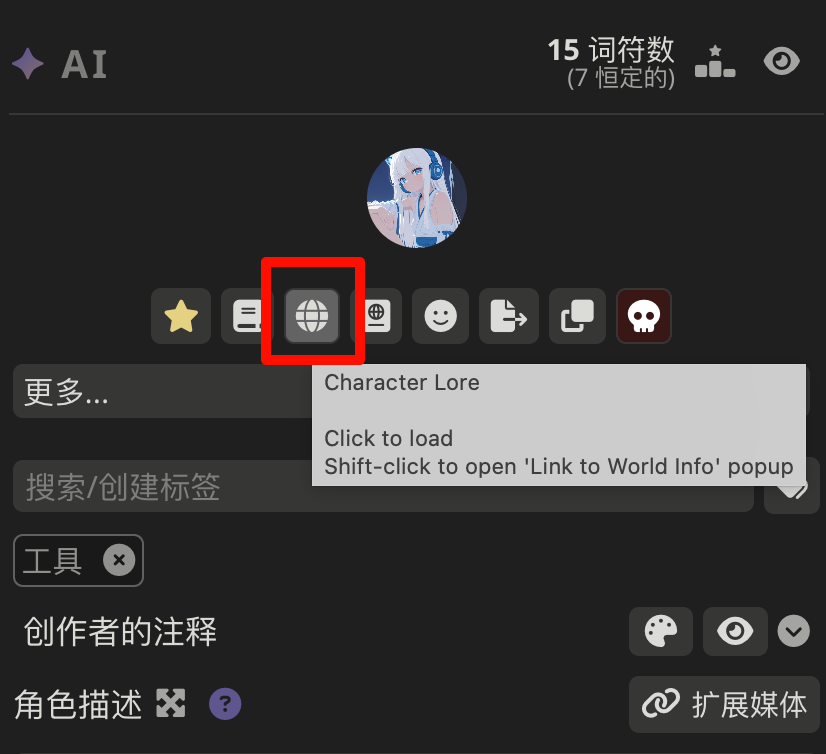 AI
15 词符数
(7 恒定的)
更多...
Character Lore
Click to load
Shift-click to open 'Link to World Info' popup
搜索/创建标签
工具
创作者的注释
角色描述
?
扩展媒体